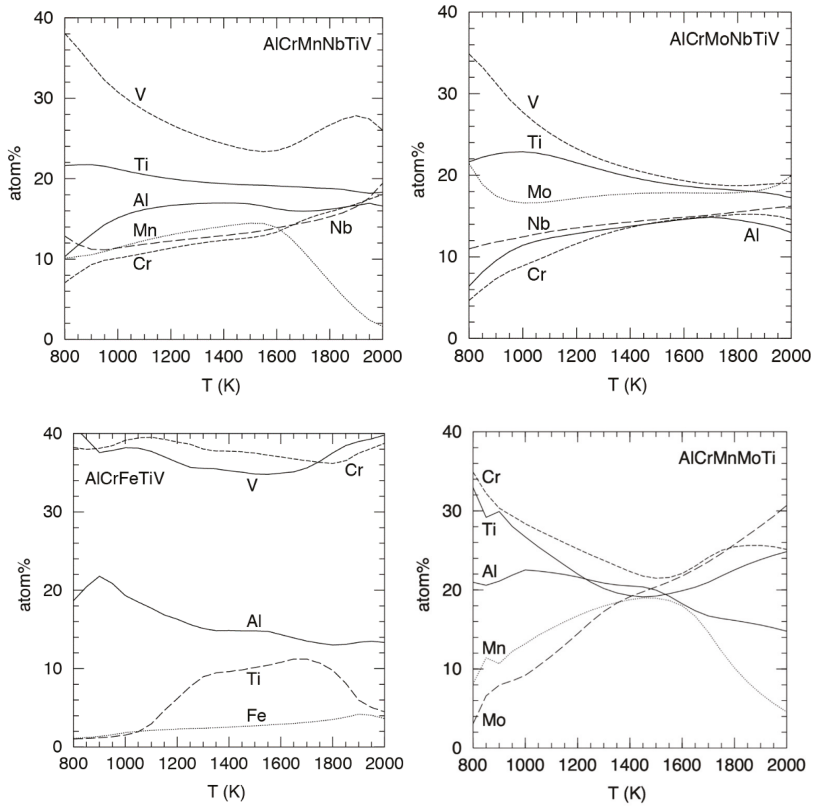 AlCrMnNbTiV
40
30
20
10
0
atom%
V
Ti
Al
Mn
Nb
Cr
800 1000 1200 1400 1600 1800 2000
T (K)
AlCrMoNbTiV
40
30
20
10
0
atom%
V
Ti
Mo
Nb
Al
Cr
800 1000 1200 1400 1600 1800 2000
T (K)
40
30
20
10
0
atom%
AlCrFeTiV
Cr
V
Al
Ti
Fe
800 1000 1200 1400 1600 1800 2000
T (K)
AlCrMnMoTi
40
30
20
10
0
atom%
Cr
Ti
Al
Mn
Mo
800 1000 1200 1400 1600 1800 2000
T (K)